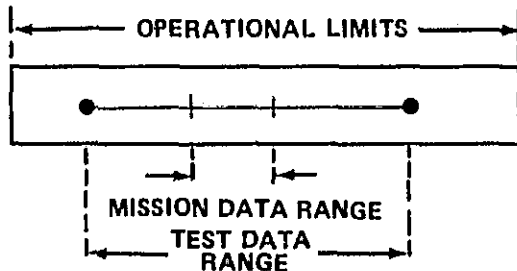 OPERATIONAL LIMITS
MISSION DATA RANGE
TEST DATA
RANGE